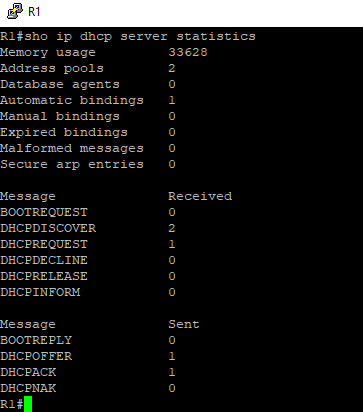 R1
R1#sho ip dhcp server statistics
Memory usage 33628
Address pools 2
Database agents 0
Automatic bindings 1
Manual bindings 0
Expired bindings 0
Malformed messages 0
Secure arp entries 0
Message Received
BOOTREQUEST 0
DHCPDISCOVER 2
DHCPREQUEST 1
DHCPDECLINE 0
DHCPRELEASE 0
DHCPINFORM 0
Message Sent
BOOTREPLY 0
DHCPOFFER 1
DHCPACK 1
DHCPNAK 0
R1#